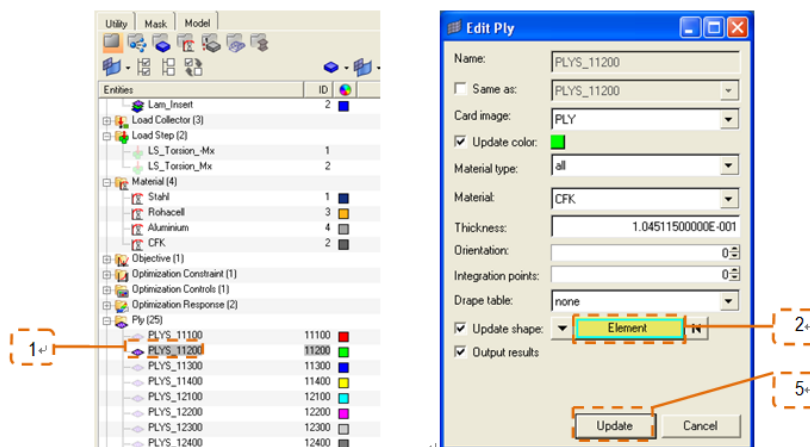 Utility Mask Model
Entities ID
Lam_Insert 2
Load Collector (3)
Load Step (2)
LS_Torsion_-Mx 1
LS_Torsion_Mx 2
Material (4)
Stahl 1
Rohacell 3
Aluminium 4
CFK 2
Objective (1)
Optimization Constraint (1)
Optimization Controls (1)
Optimization Response (2)
Ply (25)
PLYS_11100 11100
PLYS_11200 11200
PLYS_11300 11300
PLYS_11400 11400
PLYS_12100 12100
PLYS_12200 12200
PLYS_12300 12300
PLYS_12400 12400
1
Edit Ply
Name: PLYS_11200
Same as: PLYS_11200
Card image: PLY
Update color:
Material type: all
Material: CFK
Thickness: 1.04511500000E-001
Orientation: 0
Integration points: 0
Drape table: none
Update shape: Element
Output results
Update Cancel
2
5